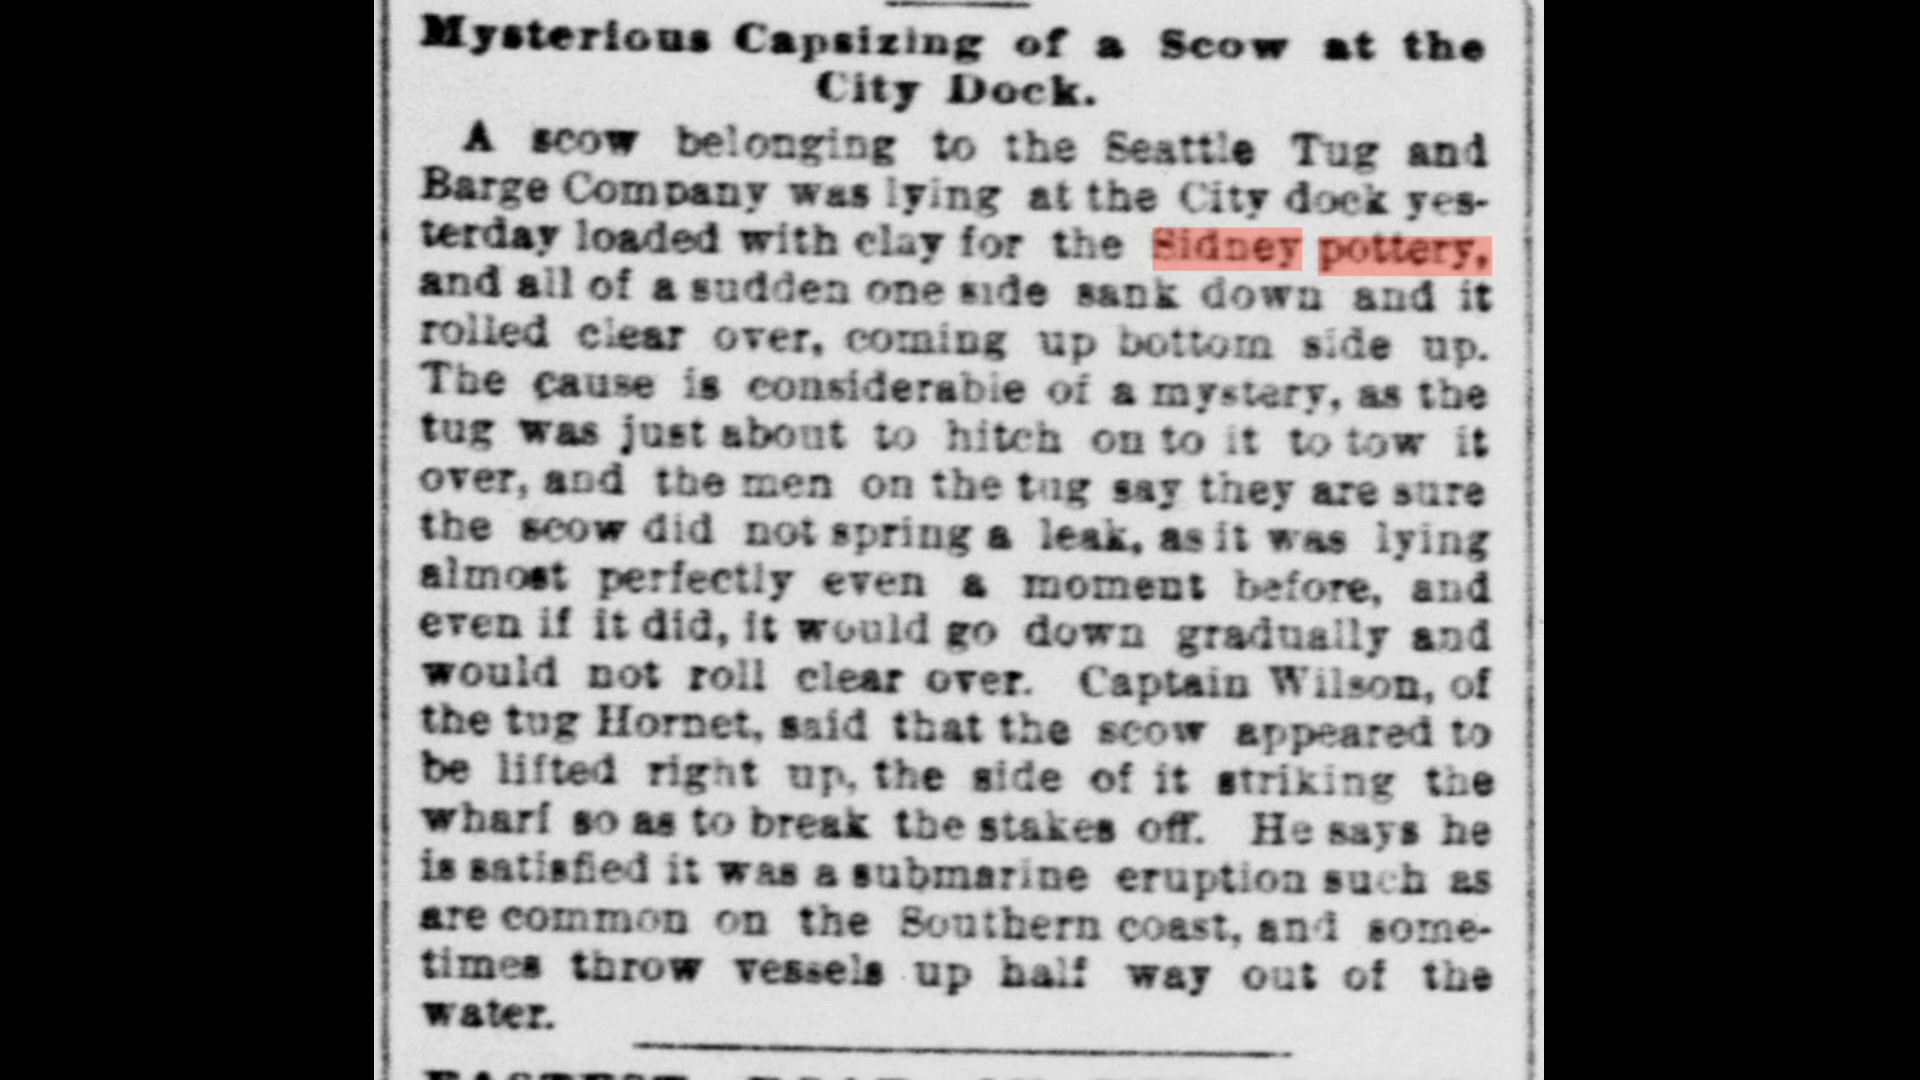 Mysterious Capsizing of a Scow at the
City Dock.
A scow belonging to the Seattle Tug and
Barge Company was lying at the City dock yes-
terday loaded with clay for the Sidney pottery,
and all of a sudden one side sank down and it
rolled clear over, coming up bottom side up.
The cause is considerable of a mystery, as the
tug was just about to hitch on to it to tow it
over, and the men on the tug say they are sure
the scow did not spring a leak, as it was lying
almost perfectly even a moment before, and
even if it did, it would go down gradually and
would not roll clear over. Captain Wilson, of
the tug Hornet, said that the scow appeared to
be lifted right up, the side of it striking the
wharf so as to break the stakes off. He says he
is satisfied it was a submarine eruption such as
are common on the Southern coast, and some-
times throw vessels up half way out of the
water.